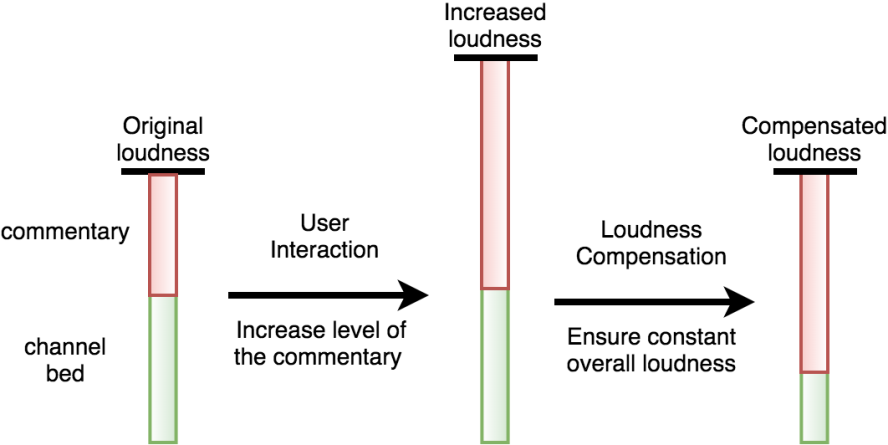 Increased
loudness
Original
loudness
Compensated
loudness
commentary
User
Interaction
Loudness
Compensation
channel
bed
Increase level of
the commentary
Ensure constant
overall loudness